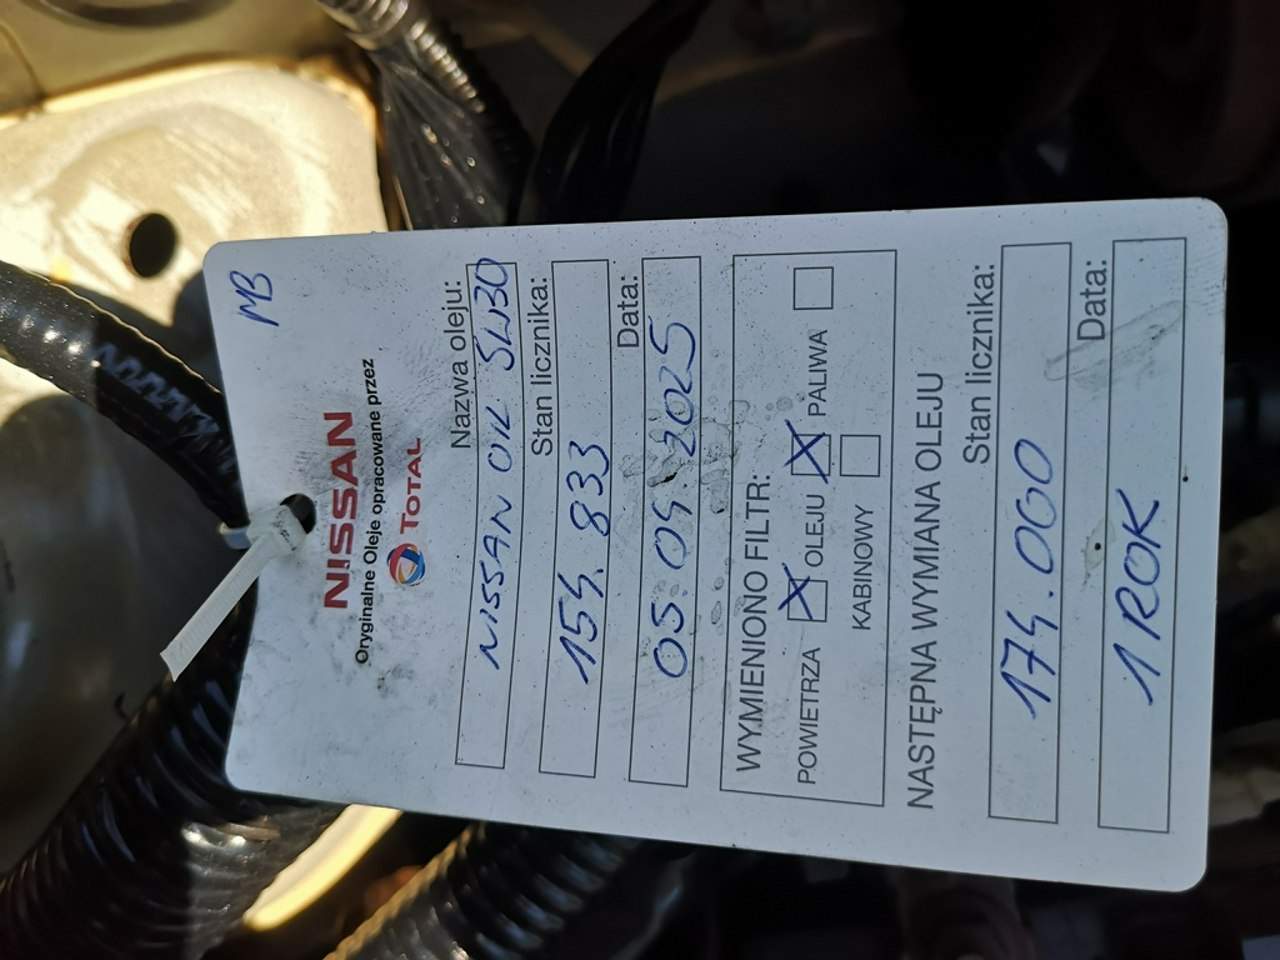 MB
NISSAN
Oryginalne Oleje opracowane przez
TOTAL
Nazwa oleju:
NISSAN OIL 5W30
Stan licznika:
154.833
Data:
05.04.2025
WYMIENIONO FILTR:
POWIETRZA OLEJU PALIWA
KABINOWY
NASTĘPNA WYMIANA OLEJU
Stan licznika:
174.000
Data:
1 ROK